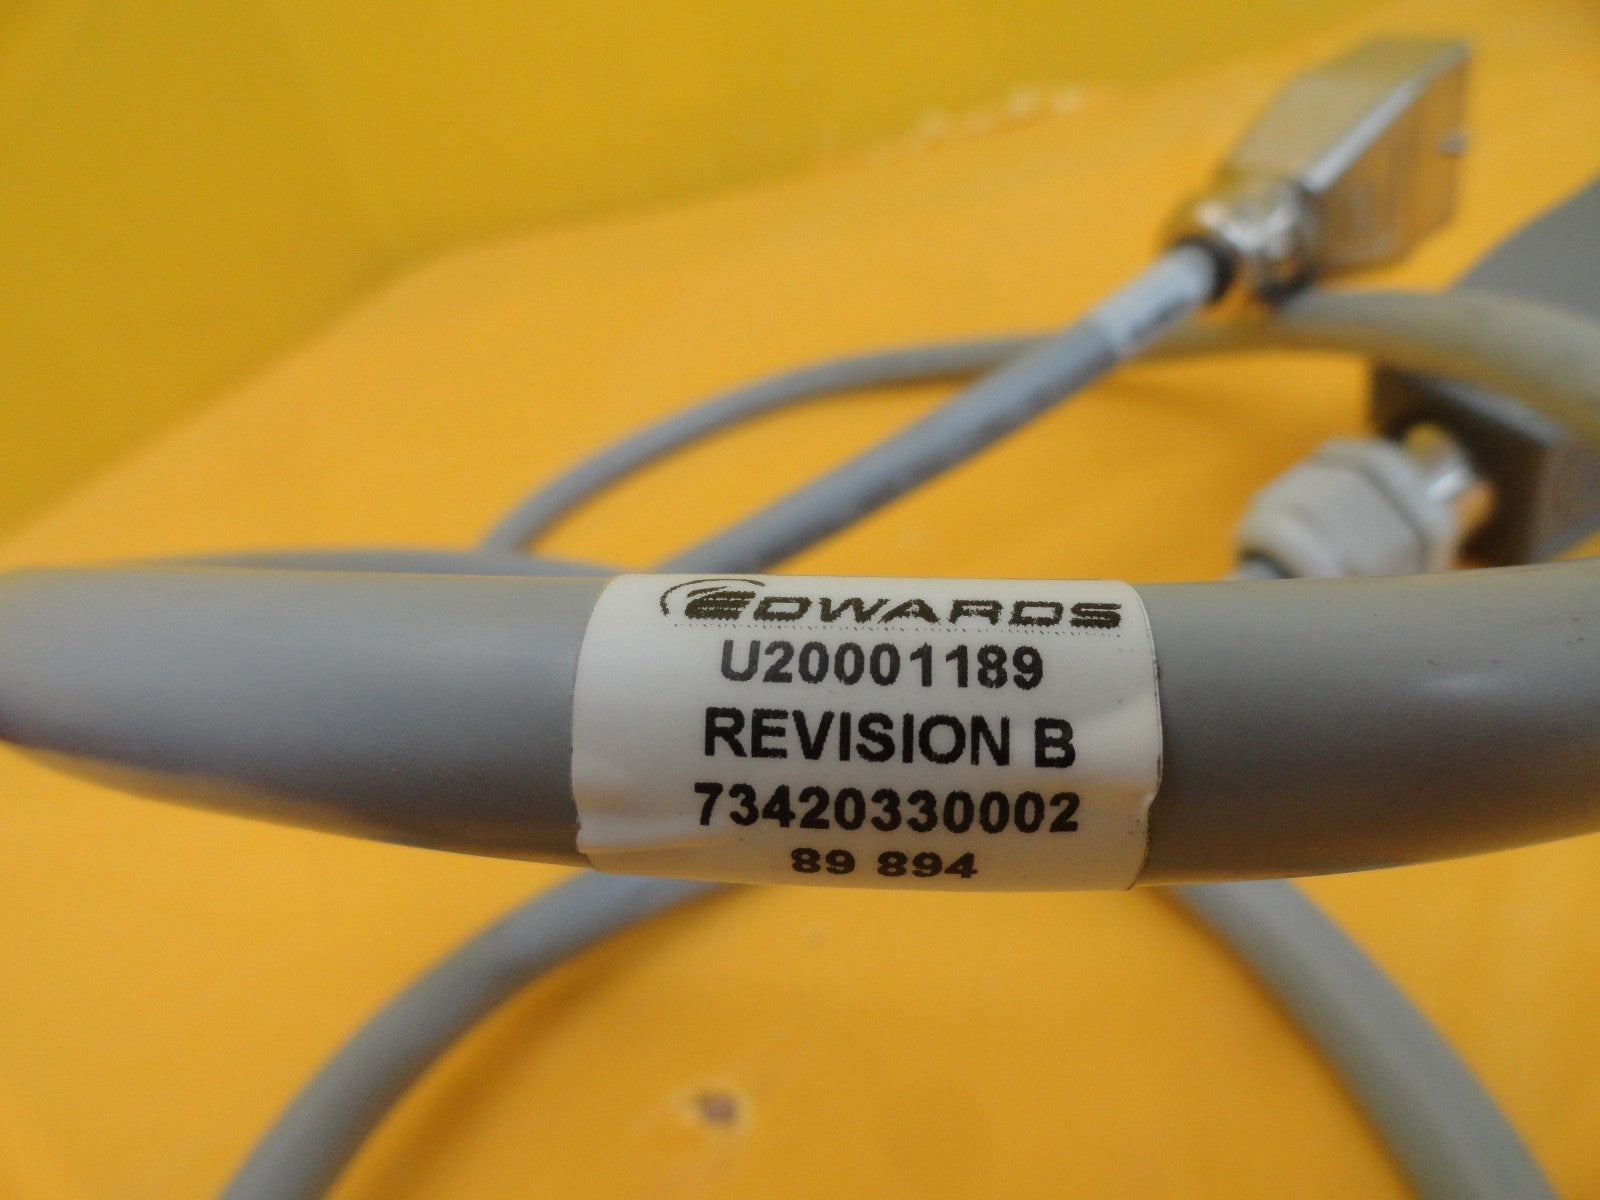 EDWARDS
U20001189
REVISION B
73420330002
89 894